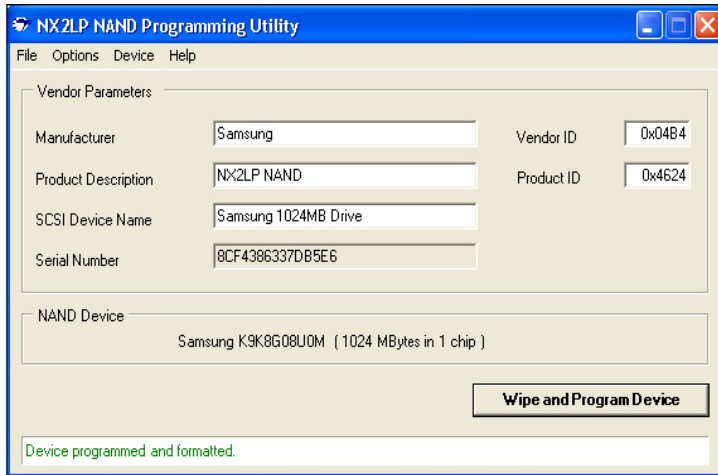 NX2LP NAND Programming Utility
File Options Device Help
Vendor Parameters
Manufacturer Samsung Vendor ID 0x04B4
Product Description NX2LP NAND Product ID 0x4624
SCSI Device Name Samsung 1024MB Drive
Serial Number 8CF4386337DB5E6
NAND Device
Samsung K9K8G08U0M ( 1024 MBytes in 1 chip )
Wipe and Program Device
Device programmed and formatted.